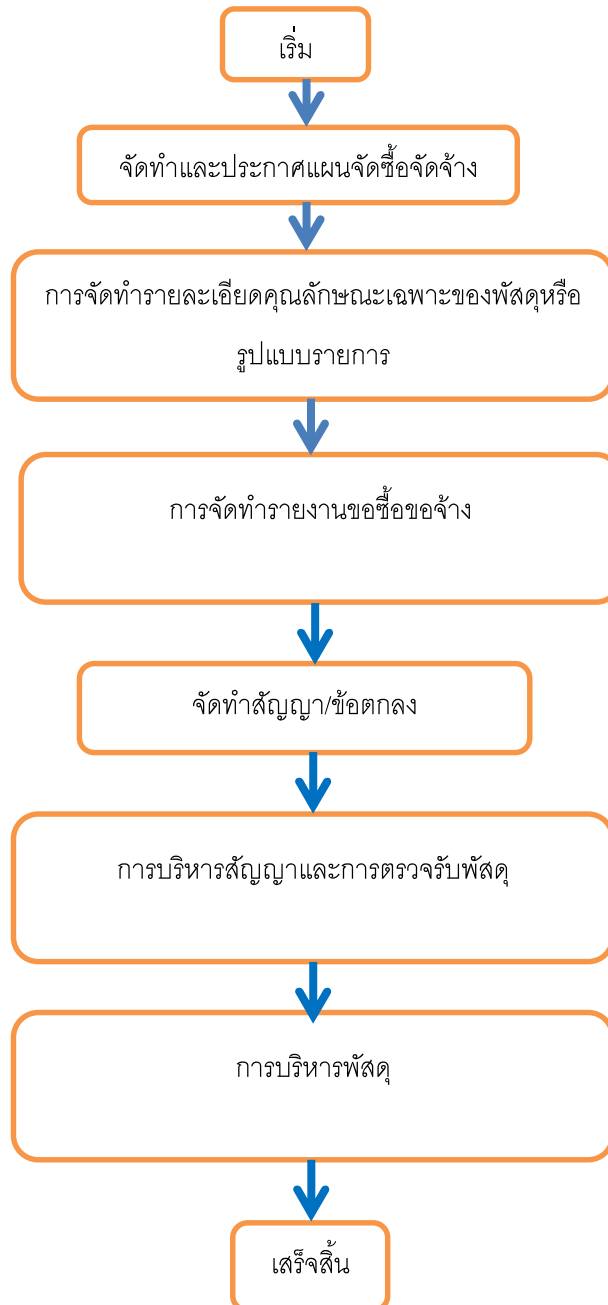 เริ่ม
จัดทำและประกาศแผนจัดซื้อจัดจ้าง
การจัดทำรายละเอียดคุณลักษณะเฉพาะของพัสดุหรือ
รูปแบบรายการ
การจัดทำรายงานขอซื้อขอจ้าง
จัดทำสัญญา/ข้อตกลง
การบริหารสัญญาและการตรวจรับพัสดุ
การบริหารพัสดุ
เสร็จสิ้น